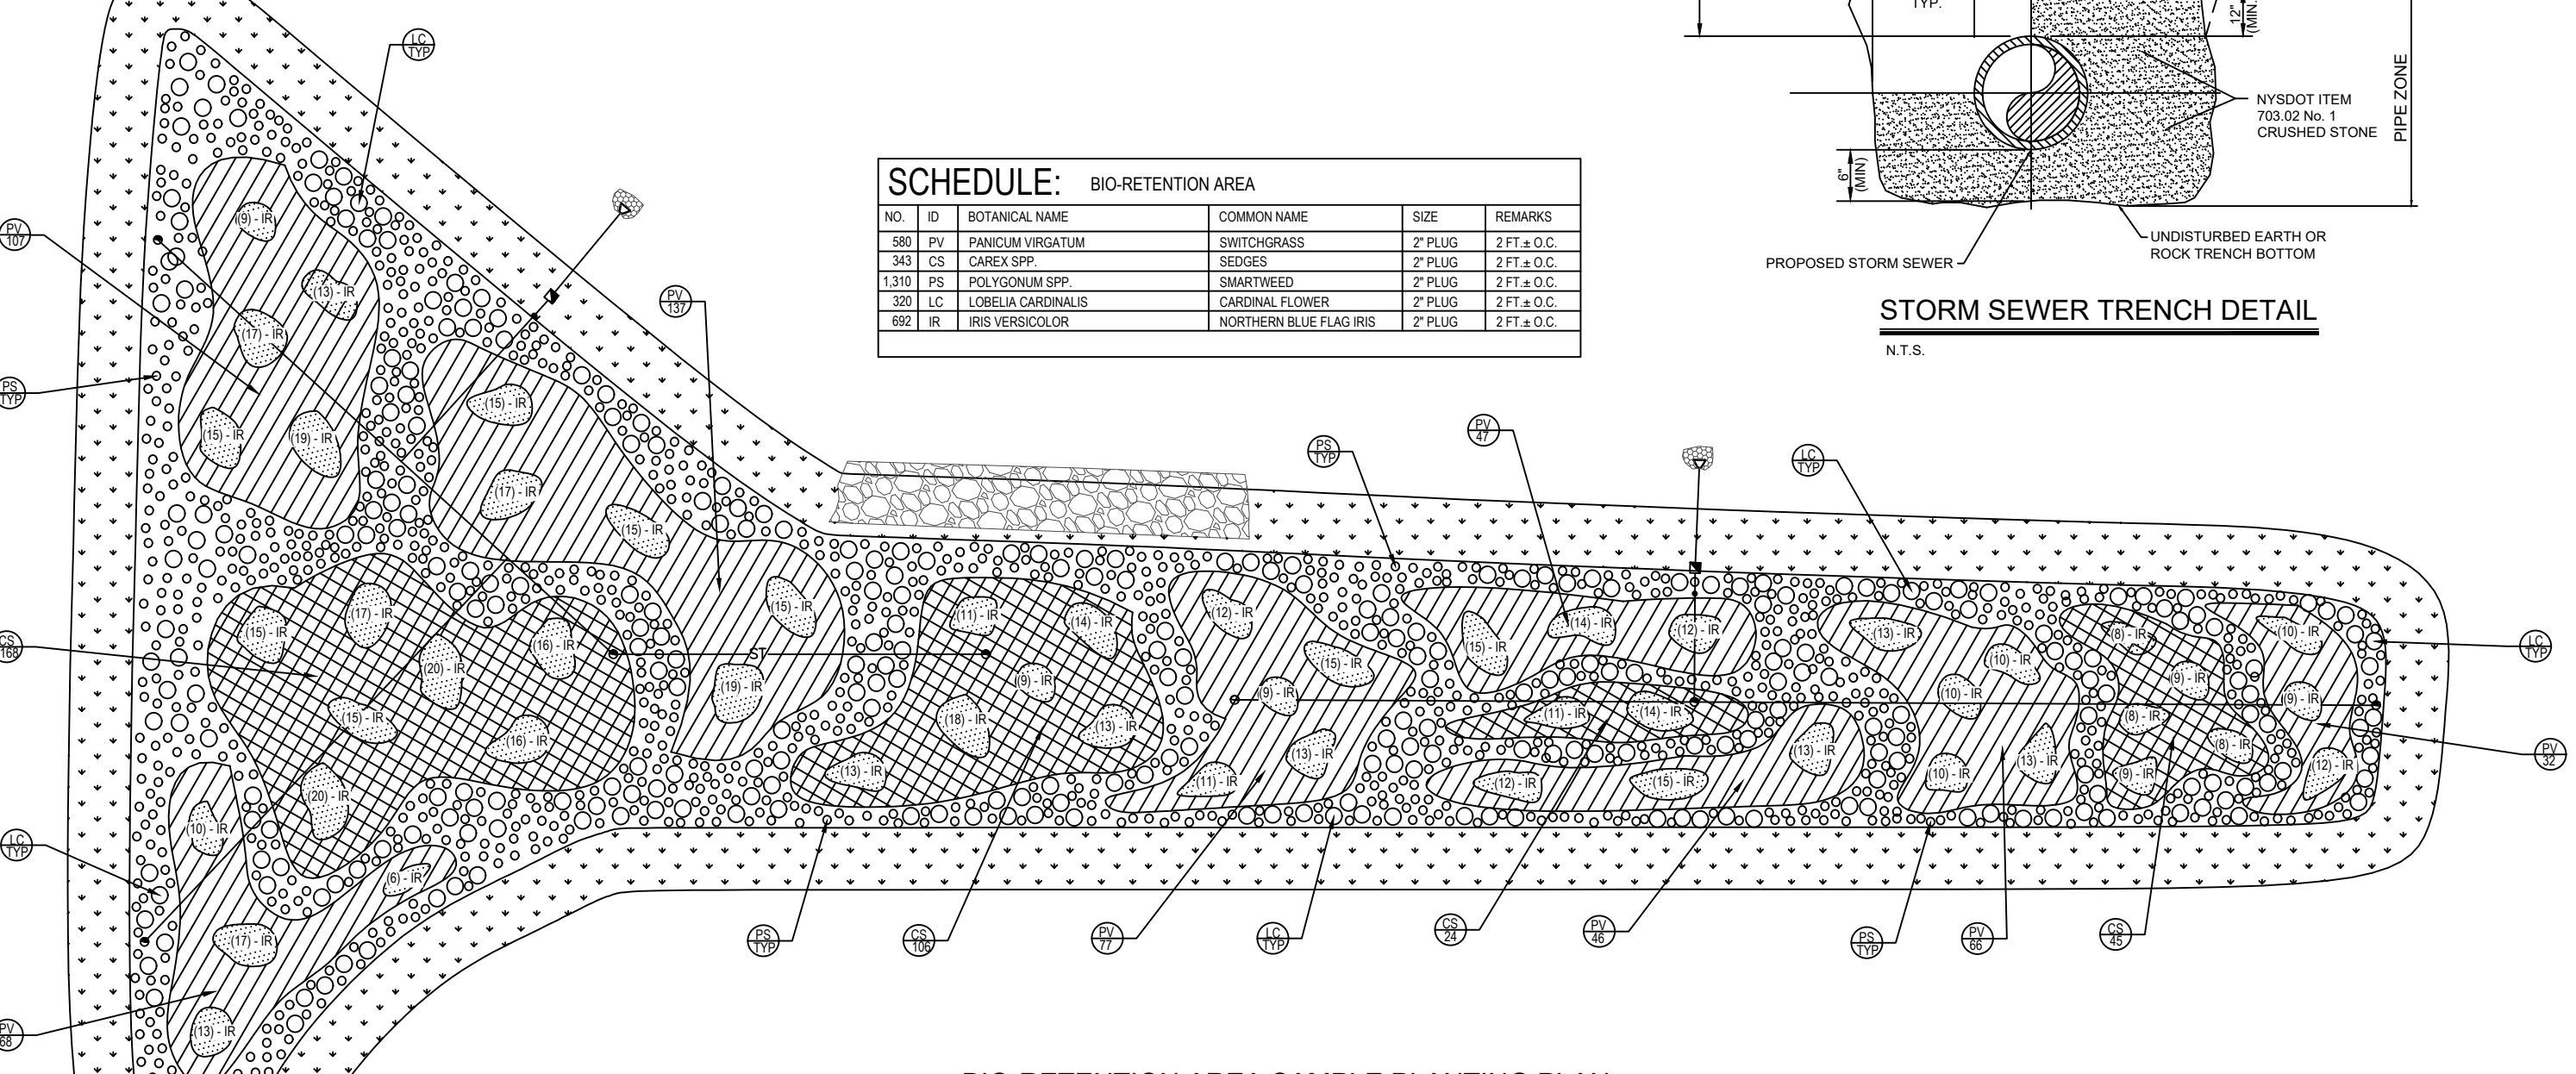 TYP.
12"
(MIN.
PIPE ZONE
NYSDOT ITEM
703.02 No. 1
CRUSHED STONE
6"
(MIN)
UNDISTURBED EARTH OR
ROCK TRENCH BOTTOM
PROPOSED STORM SEWER
STORM SEWER TRENCH DETAIL
N.T.S.
SCHEDULE: BIO-RETENTION AREA
NO. ID BOTANICAL NAME COMMON NAME SIZE REMARKS
580 PV PANICUM VIRGATUM SWITCHGRASS 2" PLUG 2 FT.± O.C.
343 CS CAREX SPP. SEDGES 2" PLUG 2 FT.± O.C.
1,310 PS POLYGONUM SPP. SMARTWEED 2" PLUG 2 FT.± O.C.
320 LC LOBELIA CARDINALIS CARDINAL FLOWER 2" PLUG 2 FT.± O.C.
692 IR IRIS VERSICOLOR NORTHERN BLUE FLAG IRIS 2" PLUG 2 FT.± O.C.
LC
TYP
PV
107
PV
137
PS
TYP
PV
47
PS
TYP
LC
TYP
CS
168
LC
TYP
PV
32
LC
TYP
PS
TYP
CS
106
PV
77
LC
TYP
CS
24
PV
46
PS
TYP
PV
66
CS
45
PV
68
(9) - IR
(13) - IR
(17) - IR
(15) - IR
(19) - IR
(15) - IR
(17) - IR
(15) - IR
(15) - IR
(19) - IR
ST
(15) - IR
(17) - IR
(20) - IR
(16) - IR
(15) - IR
(16) - IR
(20) - IR
(10) - IR
(6) - IR
(17) - IR
(13) - IR
(11) - IR
(14) - IR
(9) - IR
(18) - IR
(13) - IR
(13) - IR
(12) - IR
(15) - IR
(9) - IR
(13) - IR
(11) - IR
(15) - IR
(14) - IR
(12) - IR
(11) - IR
(14) - IR
(12) - IR
(15) - IR
(13) - IR
(13) - IR
(10) - IR
(10) - IR
(10) - IR
(13) - IR
(8) - IR
(9) - IR
(8) - IR
(8) - IR
(9) - IR
(10) - IR
(9) - IR
(12) - IR
BIO-RETENTION AREA SAMPLE PLANTING PLAN